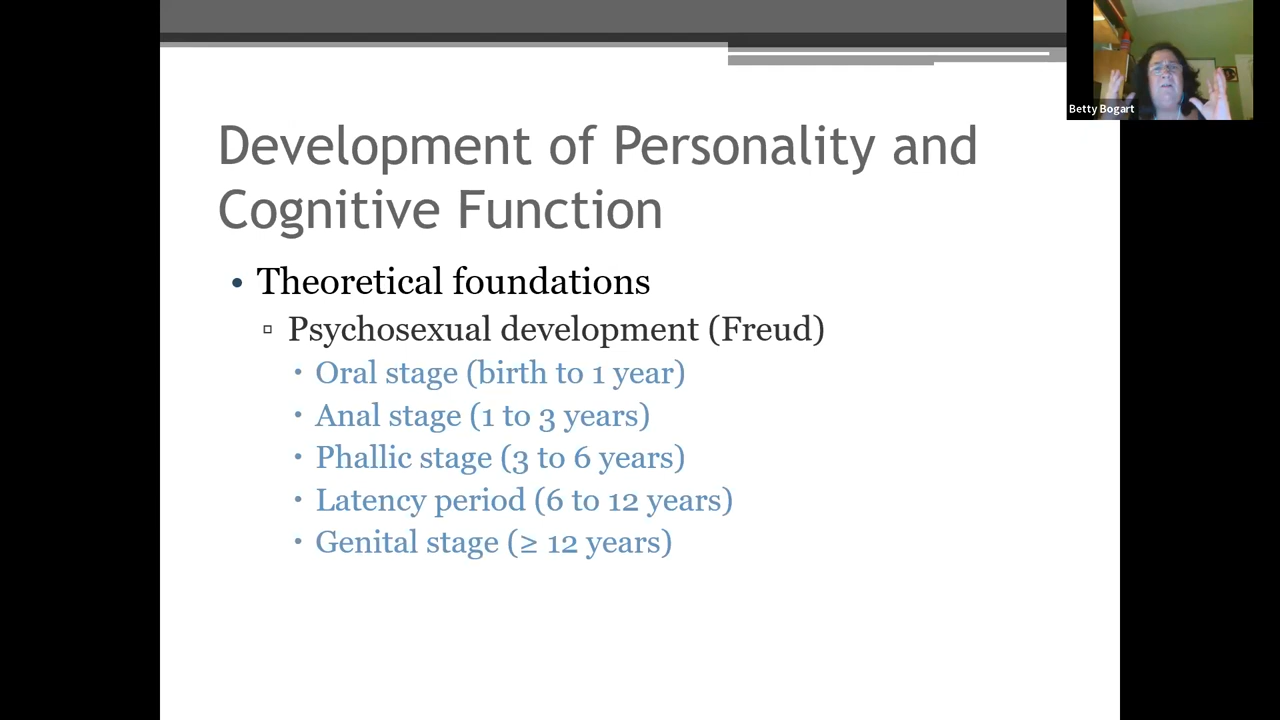 Betty Bogart
Development of Personality and
Cognitive Function
• Theoretical foundations
▫ Psychosexual development (Freud)
▪ Oral stage (birth to 1 year)
▪ Anal stage (1 to 3 years)
▪ Phallic stage (3 to 6 years)
▪ Latency period (6 to 12 years)
▪ Genital stage (≥ 12 years)